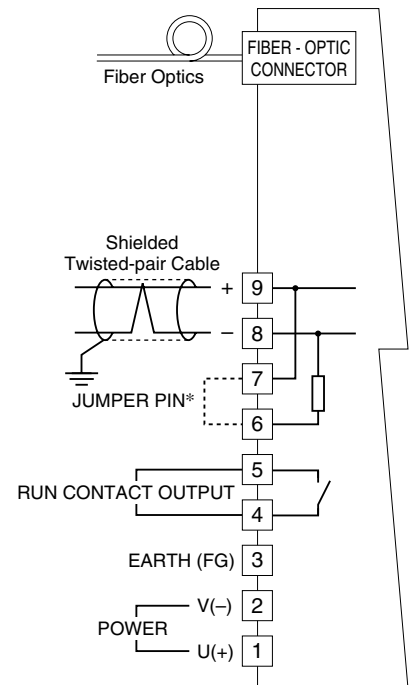 FIBER - OPTIC
CONNECTOR
Fiber Optics
Shielded
Twisted-pair Cable
+ 9
– 8
7
JUMPER PIN*
6
5
RUN CONTACT OUTPUT
4
EARTH (FG) 3
V(–) 2
POWER
U(+) 1